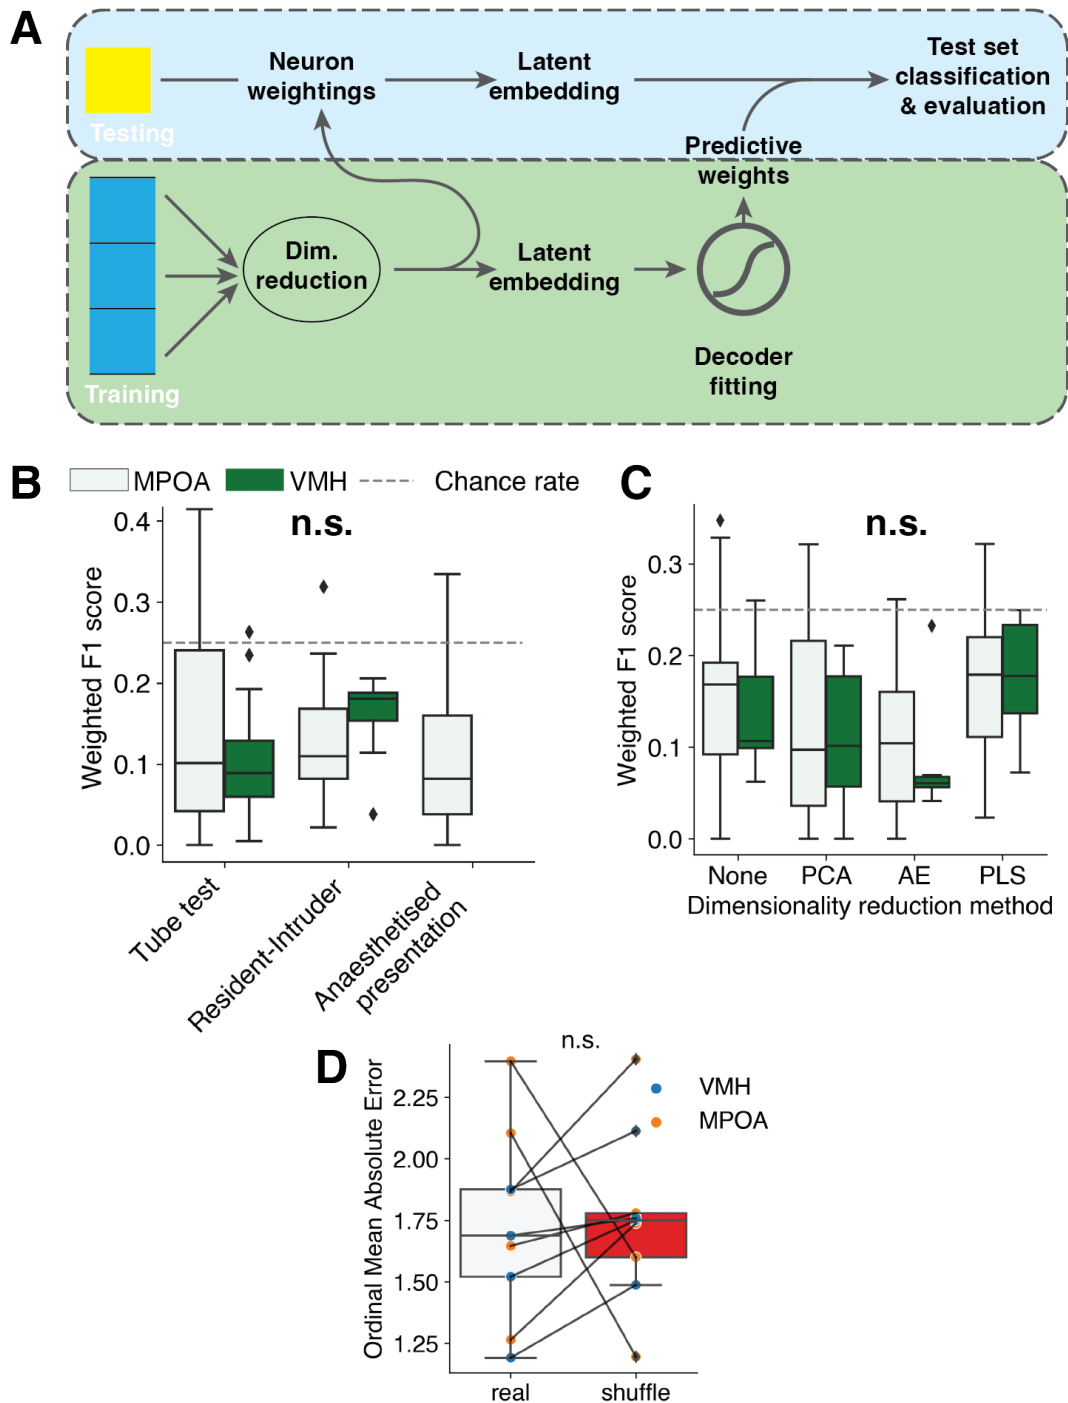 A
Neuron
weightings
Latent
embedding
Test set
classification
& evaluation
Testing
Predictive
weights
Dim.
reduction
Latent
embedding
Decoder
fitting
Training
B
MPOA
VMH
Chance rate
n.s.
Weighted F1 score
0.4
0.3
0.2
0.1
0.0
Tube test
Resident-Intruder
Anaesthetised
presentation
C
n.s.
Weighted F1 score
0.3
0.2
0.1
0.0
None
PCA
AE
PLS
Dimensionality reduction method
D
n.s.
VMH
MPOA
Ordinal Mean Absolute Error
2.25
2.00
1.75
1.50
1.25
real
shuffle